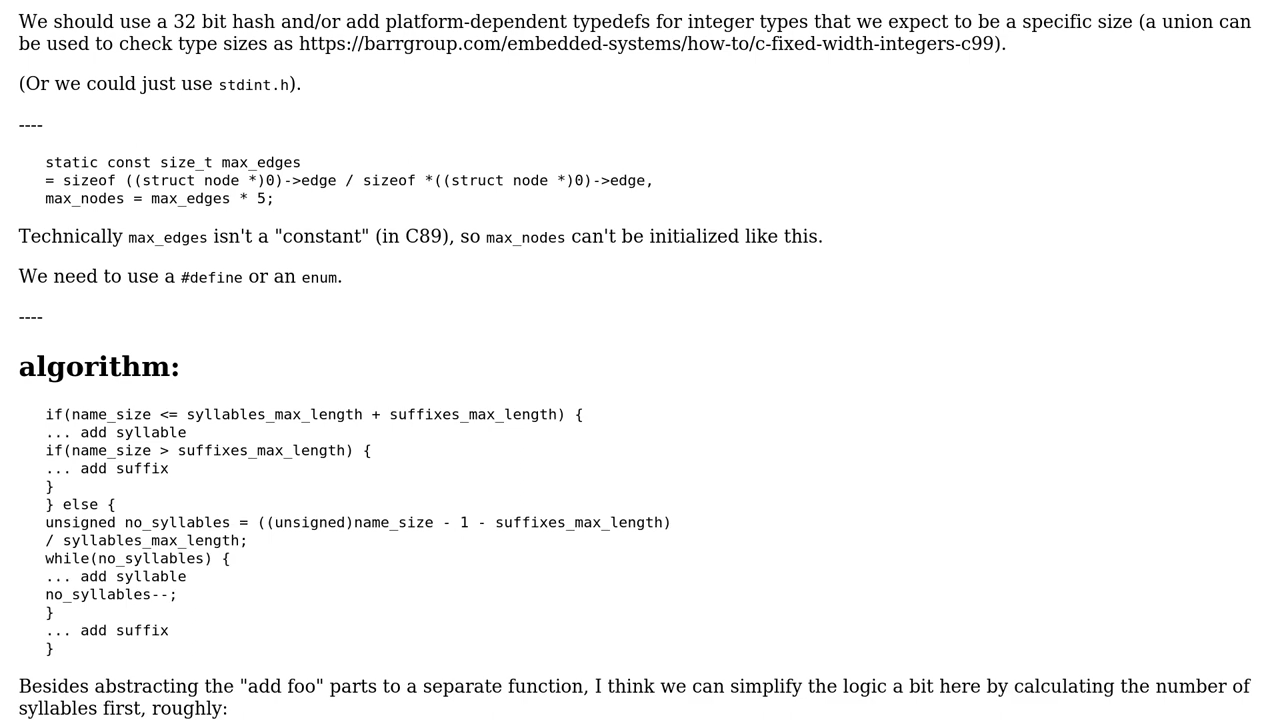 We should use a 32 bit hash and/or add platform-dependent typedefs for integer types that we expect to be a specific size (a union can
be used to check type sizes as https://barrgroup.com/embedded-systems/how-to/c-fixed-width-integers-c99).
(Or we could just use stdint.h).
----
static const size_t max_edges
= sizeof ((struct node *)0)->edge / sizeof *((struct node *)0)->edge,
max_nodes = max_edges * 5;
Technically max_edges isn't a "constant" (in C89), so max_nodes can't be initialized like this.
We need to use a #define or an enum.
----
algorithm:
if(name_size <= syllables_max_length + suffixes_max_length) {
... add syllable
if(name_size > suffixes_max_length) {
... add suffix
}
} else {
unsigned no_syllables = ((unsigned)name_size - 1 - suffixes_max_length)
/ syllables_max_length;
while(no_syllables) {
... add syllable
no_syllables--;
}
... add suffix
}
Besides abstracting the "add foo" parts to a separate function, I think we can simplify the logic a bit here by calculating the number of
syllables first, roughly: